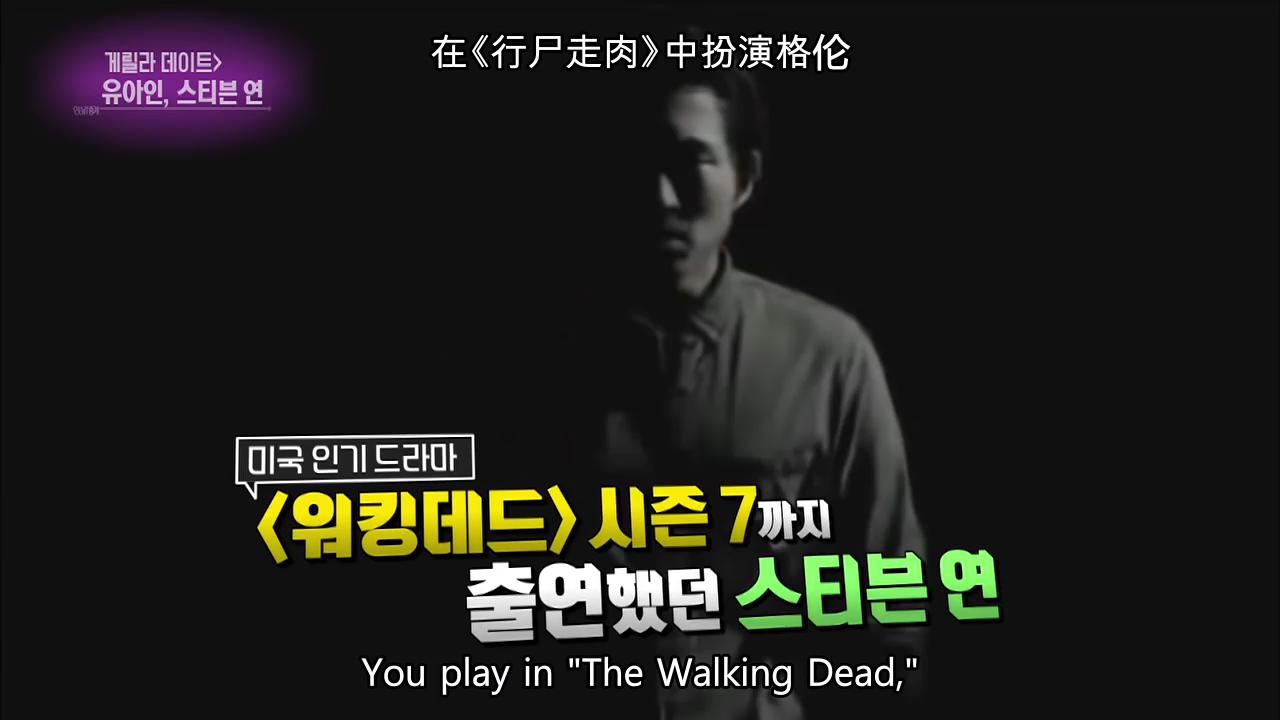 在《行尸走肉》中扮演格伦
게릴라 데이트>
유아인, 스티븐 연
미국 인기 드라마
<워킹데드> 시즌 7까지
출연했던 스티븐 연
You play in "The Walking Dead,"